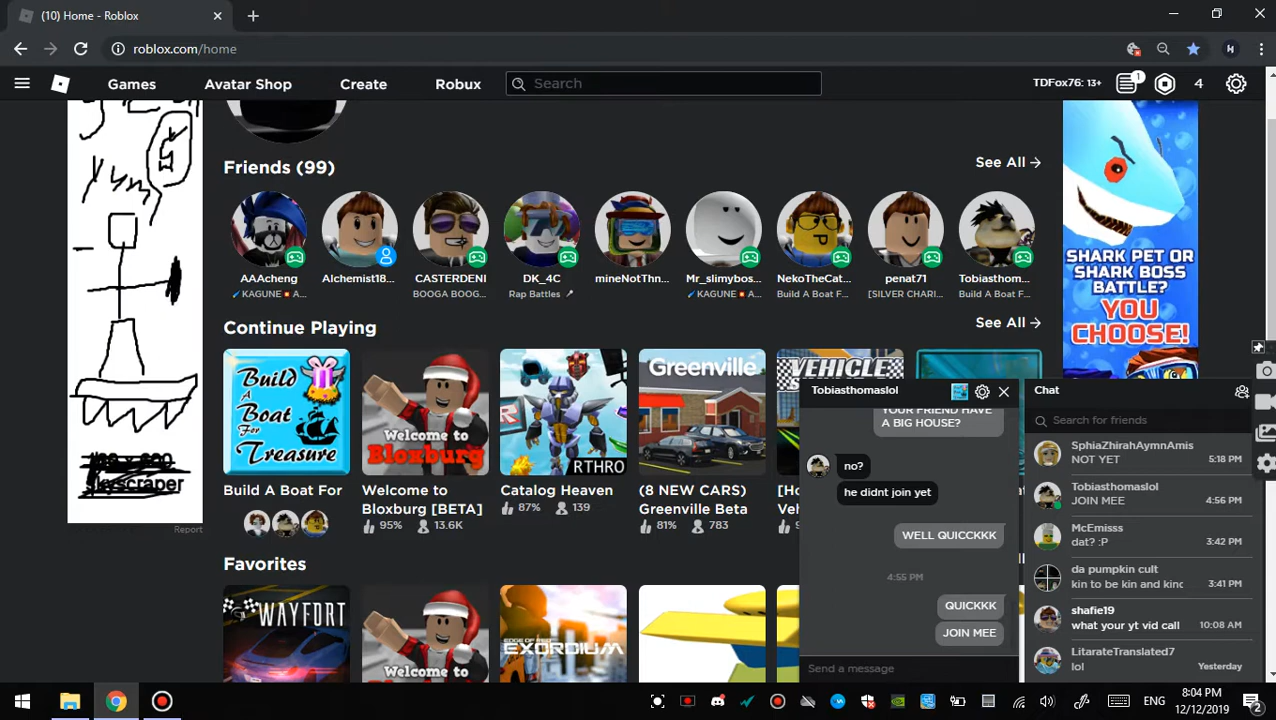 (10) Home - Roblox
roblox.com/home
Games
Avatar Shop
Create
Robux
Search
TDFox76: 13+
1
4
Friends (99)
See All
AAAcheng
Alchemist18...
CASTERDENI
DK_4C
mineNotThn...
Mr_slimyboss...
NekoTheCat...
penat71
Tobiasthom...
KAGUNE A...
BOOGA BOOG...
Rap Battles
KAGUNE A...
Build A Boat F...
[SILVER CHARI...
Build A Boat F...
Continue Playing
See All
Build
A
Boat
For
Treasure
Welcome to
Bloxburg
RTHRO
Greenville
VEHICLE
Build A Boat For
Welcome to
Bloxburg [BETA]
95% 13.6K
Catalog Heaven
87% 139
(8 NEW CARS)
Greenville Beta
81% 783
[Ho
Veh
9
Favorites
WAYFORT
Welcome to
EXORDIUM
skyscraper
Report
SHARK PET OR
SHARK BOSS
BATTLE?
YOU
CHOOSE!
Tobiasthomaslol
YOUR FRIEND HAVE
A BIG HOUSE?
no?
he didnt join yet
WELL QUICCKKK
4:55 PM
QUICKKK
JOIN MEE
Send a message
Chat
Search for friends
SphiaZhirahAymnAmis
NOT YET
5:18 PM
Tobiasthomaslol
JOIN MEE
4:56 PM
McEmisss
dat? :P
3:42 PM
da pumpkin cult
kin to be kin and kind
3:41 PM
shafie19
what your yt vid call
10:08 AM
LitarateTranslated7
lol
Yesterday
ENG
8:04 PM
12/12/2019
2